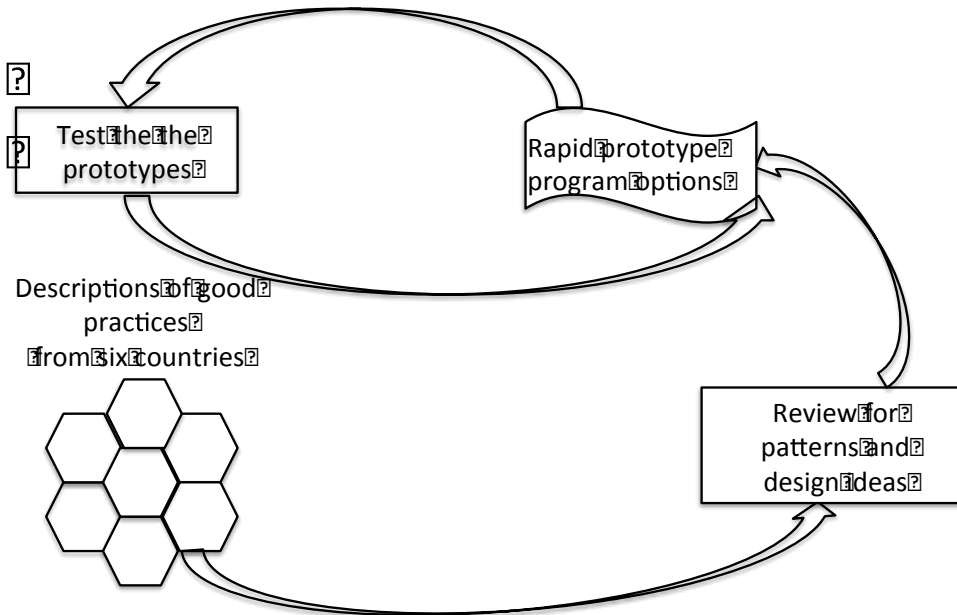 Test the the
prototypes
Rapid prototype
program options
Descriptions of good
practices
from six countries
Review for
patterns and
design ideas